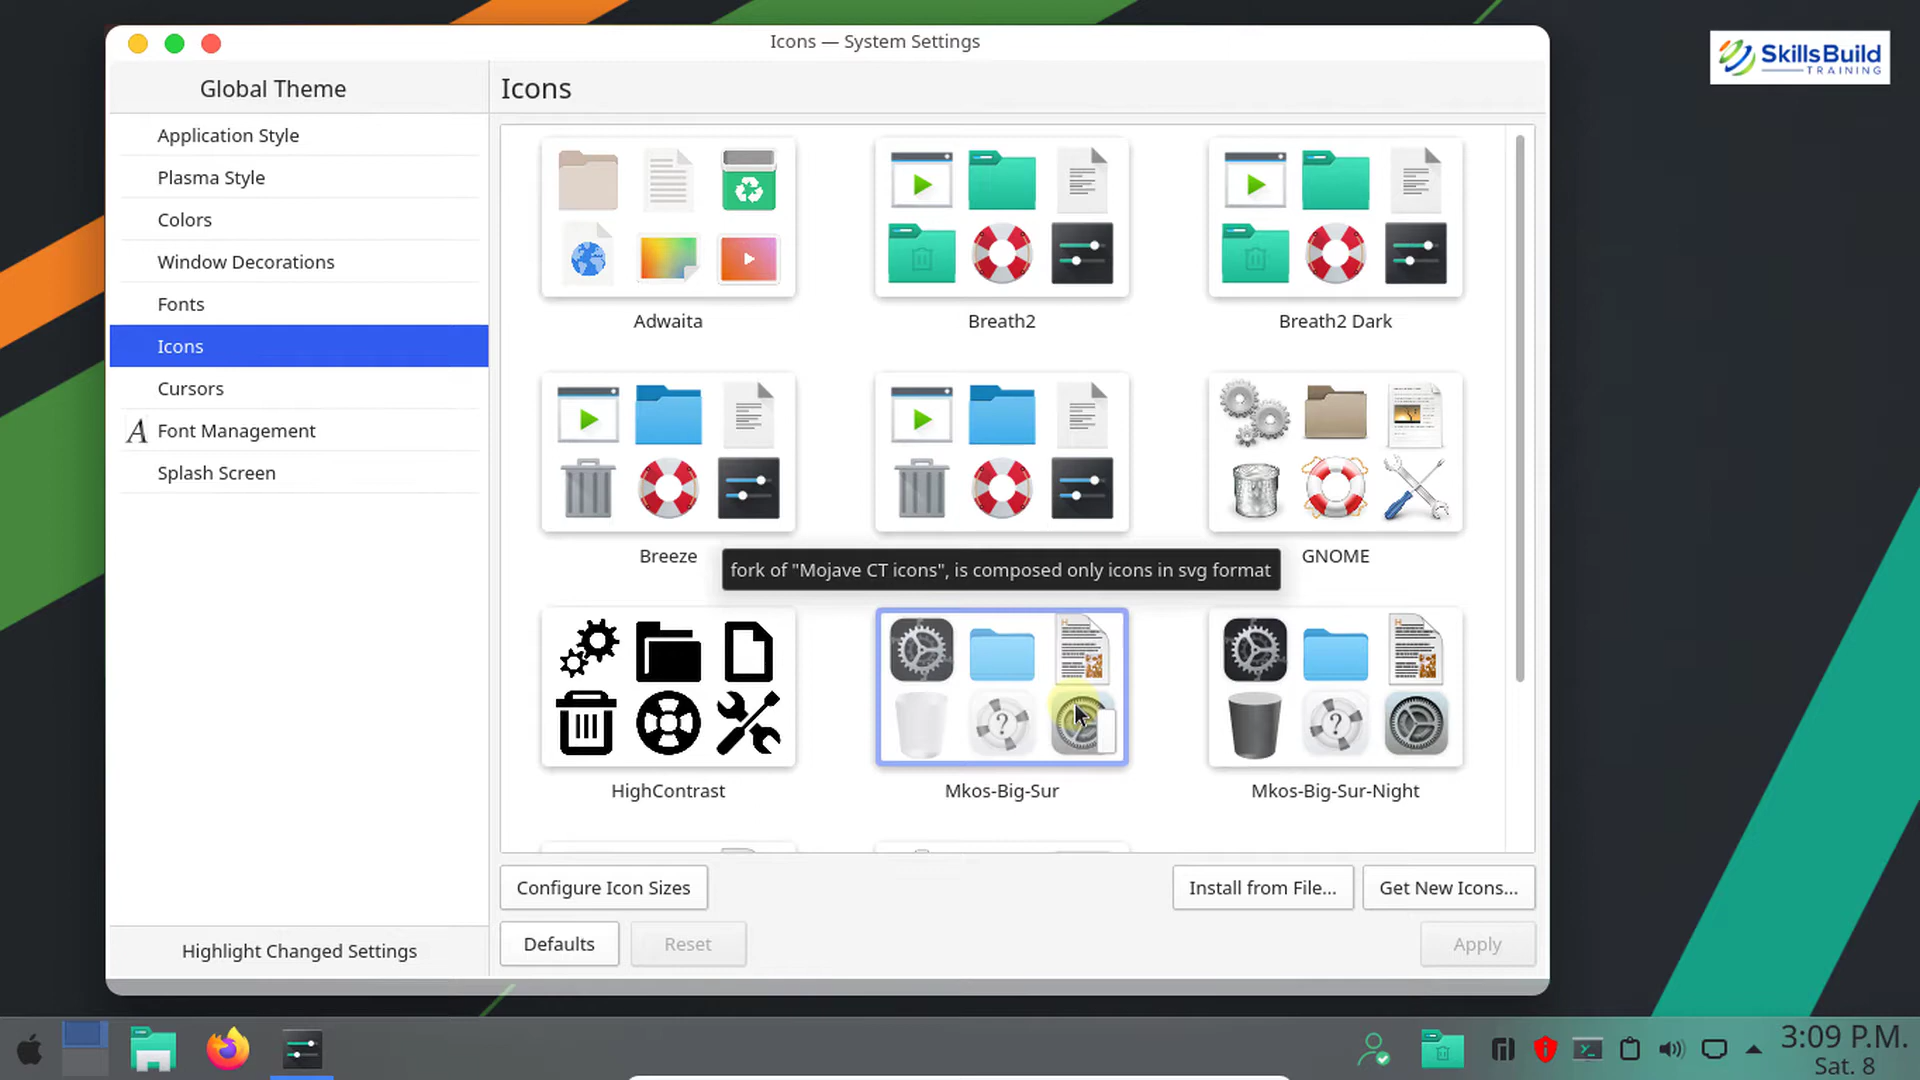 Icons — System Settings
SkillsBuild
TRAINING
Global Theme
Icons
Application Style
Plasma Style
Colors
Window Decorations
Fonts
Icons
Cursors
Font Management
Splash Screen
Adwaita
Breath2
Breath2 Dark
Breeze
GNOME
fork of "Mojave CT icons", is composed only icons in svg format
HighContrast
Mkos-Big-Sur
Mkos-Big-Sur-Night
Configure Icon Sizes
Install from File...
Get New Icons...
Defaults
Reset
Apply
Highlight Changed Settings
3:09 P.M.
Sat. 8